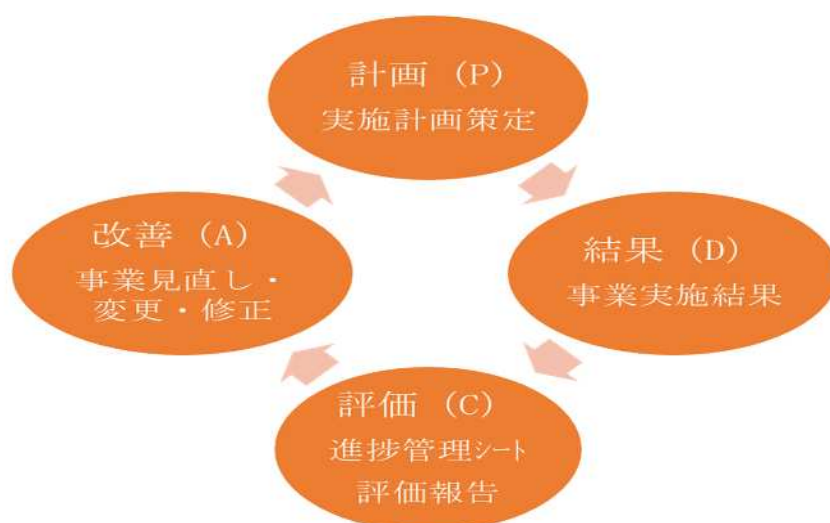 計画（P）
実施計画策定
結果（D）
事業実施結果
評価（C）
進捗管理ｼｰﾄ
評価報告
改善（A）
事業見直し・
変更・修正